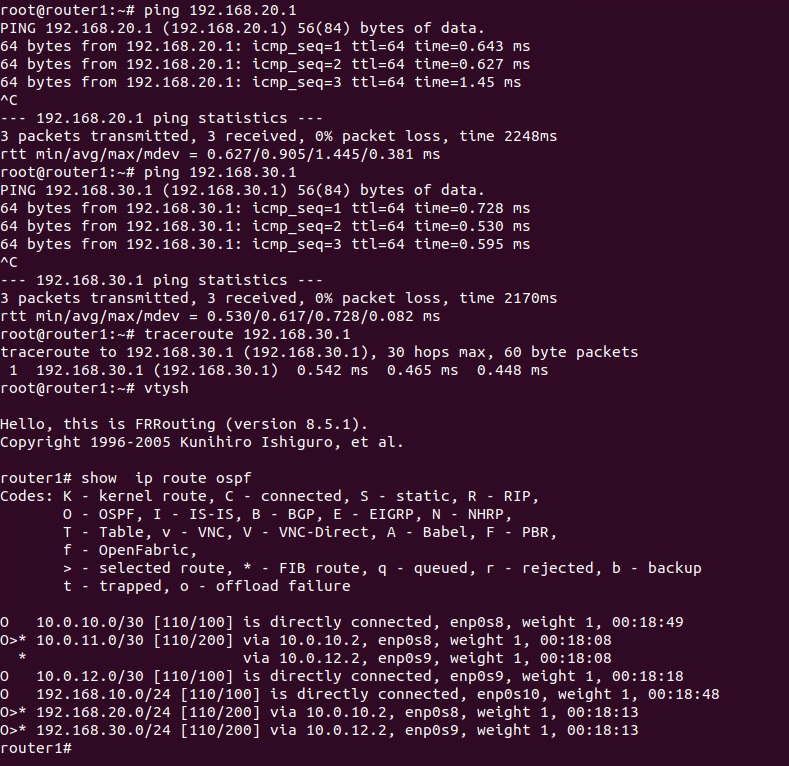 root@router1:~# ping 192.168.20.1
PING 192.168.20.1 (192.168.20.1) 56(84) bytes of data.
64 bytes from 192.168.20.1: icmp_seq=1 ttl=64 time=0.643 ms
64 bytes from 192.168.20.1: icmp_seq=2 ttl=64 time=0.627 ms
64 bytes from 192.168.20.1: icmp_seq=3 ttl=64 time=1.45 ms
^C
--- 192.168.20.1 ping statistics ---
3 packets transmitted, 3 received, 0% packet loss, time 2248ms
rtt min/avg/max/mdev = 0.627/0.905/1.445/0.381 ms
root@router1:~# ping 192.168.30.1
PING 192.168.30.1 (192.168.30.1) 56(84) bytes of data.
64 bytes from 192.168.30.1: icmp_seq=1 ttl=64 time=0.728 ms
64 bytes from 192.168.30.1: icmp_seq=2 ttl=64 time=0.530 ms
64 bytes from 192.168.30.1: icmp_seq=3 ttl=64 time=0.595 ms
^C
--- 192.168.30.1 ping statistics ---
3 packets transmitted, 3 received, 0% packet loss, time 2170ms
rtt min/avg/max/mdev = 0.530/0.617/0.728/0.082 ms
root@router1:~# traceroute 192.168.30.1
traceroute to 192.168.30.1 (192.168.30.1), 30 hops max, 60 byte packets
 1  192.168.30.1 (192.168.30.1)  0.542 ms  0.465 ms  0.448 ms
root@router1:~# vtysh

Hello, this is FRRouting (version 8.5.1).
Copyright 1996-2005 Kunihiro Ishiguro, et al.

router1# show  ip route ospf
Codes: K - kernel route, C - connected, S - static, R - RIP,
       O - OSPF, I - IS-IS, B - BGP, E - EIGRP, N - NHRP,
       T - Table, v - VNC, V - VNC-Direct, A - Babel, F - PBR,
       f - OpenFabric,
       > - selected route, * - FIB route, q - queued, r - rejected, b - backup
       t - trapped, o - offload failure

O   10.0.10.0/30 [110/100] is directly connected, enp0s8, weight 1, 00:18:49
O>* 10.0.11.0/30 [110/200] via 10.0.10.2, enp0s8, weight 1, 00:18:08
  *                        via 10.0.12.2, enp0s9, weight 1, 00:18:08
O   10.0.12.0/30 [110/100] is directly connected, enp0s9, weight 1, 00:18:18
O   192.168.10.0/24 [110/100] is directly connected, enp0s10, weight 1, 00:18:48
O>* 192.168.20.0/24 [110/200] via 10.0.10.2, enp0s8, weight 1, 00:18:13
O>* 192.168.30.0/24 [110/200] via 10.0.12.2, enp0s9, weight 1, 00:18:13
router1#